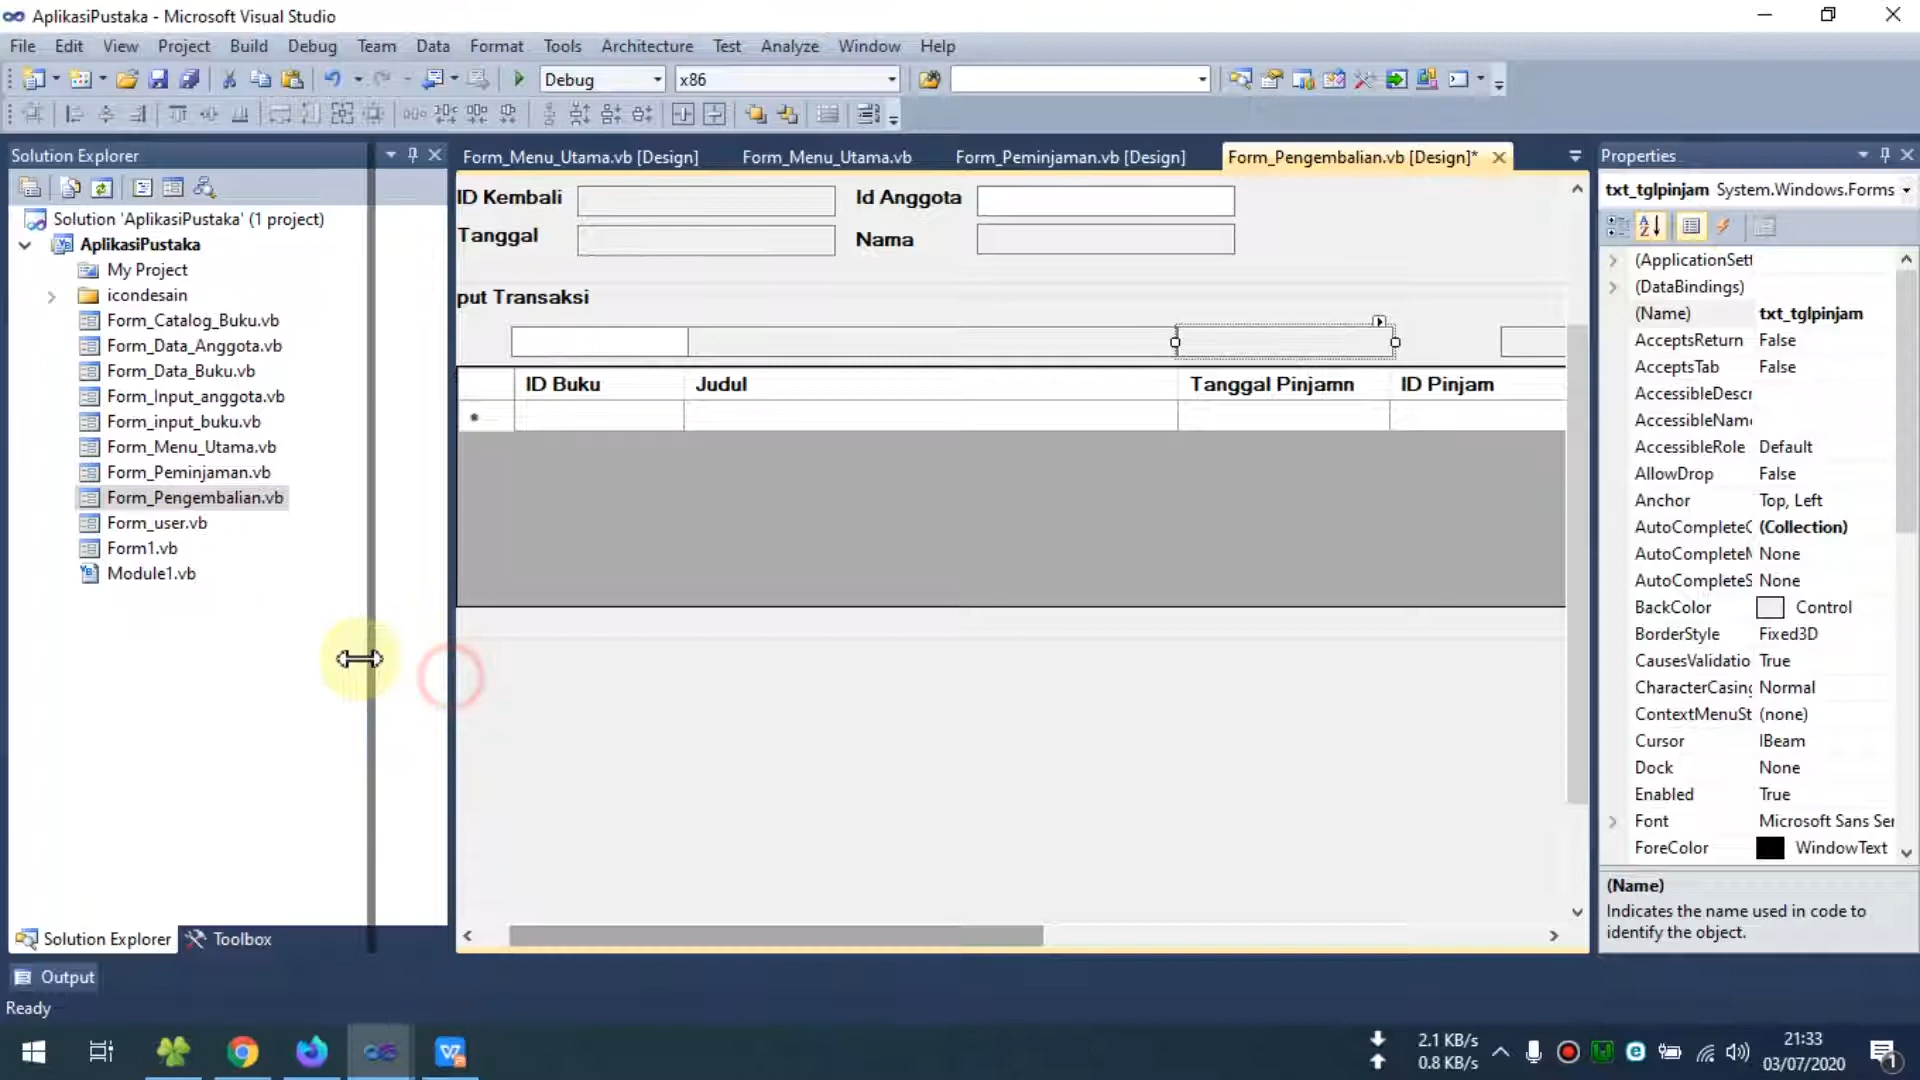 AplikasiPustaka - Microsoft Visual Studio
File Edit View Project Build Debug Team Data Format Tools Architecture Test Analyze Window Help
Debug x86
Solution Explorer
Solution 'AplikasiPustaka' (1 project)
AplikasiPustaka
My Project
icondesain
Form_Catalog_Buku.vb
Form_Data_Anggota.vb
Form_Data_Buku.vb
Form_Input_anggota.vb
Form_input_buku.vb
Form_Menu_Utama.vb
Form_Peminjaman.vb
Form_Pengembalian.vb
Form_user.vb
Form1.vb
Module1.vb
Solution Explorer Toolbox
Form_Menu_Utama.vb [Design] Form_Menu_Utama.vb Form_Peminjaman.vb [Design] Form_Pengembalian.vb [Design]*
ID Kembali Id Anggota
Tanggal Nama
put Transaksi
ID Buku Judul Tanggal Pinjamn ID Pinjam
Properties
txt_tglpinjam System.Windows.Forms
(ApplicationSett
(DataBindings)
(Name) txt_tglpinjam
AcceptsReturn False
AcceptsTab False
AccessibleDescr
AccessibleName
AccessibleRole Default
AllowDrop False
Anchor Top, Left
AutoCompleteC (Collection)
AutoCompleteM None
AutoCompleteS None
BackColor Control
BorderStyle Fixed3D
CausesValidatio True
CharacterCasing Normal
ContextMenuSt (none)
Cursor IBeam
Dock None
Enabled True
Font Microsoft Sans Ser
ForeColor WindowText
(Name)
Indicates the name used in code to
identify the object.
Output
Ready
2.1 KB/s
0.8 KB/s
21:33
03/07/2020
1